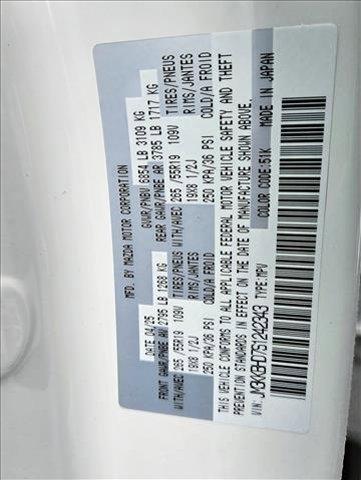 MFD. BY MAZDA MOTOR CORPORATION
DATE 04/25 GVWR/PNBV 6854 LB 3109 KG
FRONT GAWR/PNBE AV 2795 LB 1268 KG REAR GAWR/PNBE AR 3785 LB 1717 KG
WITH/AVEC 265 /55R19 109V TIRES/PNEUS WITH/AVEC 265 /55R19 109V TIRES/PNEUS
19X8 1/2J RIMS/JANTES 19X8 1/2J RIMS/JANTES
250 KPA/36 PSI COLD/A FROID 250 KPA/36 PSI COLD/A FROID
THIS VEHICLE CONFORMS TO ALL APPLICABLE FEDERAL MOTOR VEHICLE SAFETY AND THEFT
PREVENTION STANDARDS IN EFFECT ON THE DATE OF MANUFACTURE SHOWN ABOVE.
VIN: JM3KKBHD7S1242343 TYPE:MPV COLOR:51K MADE IN JAPAN